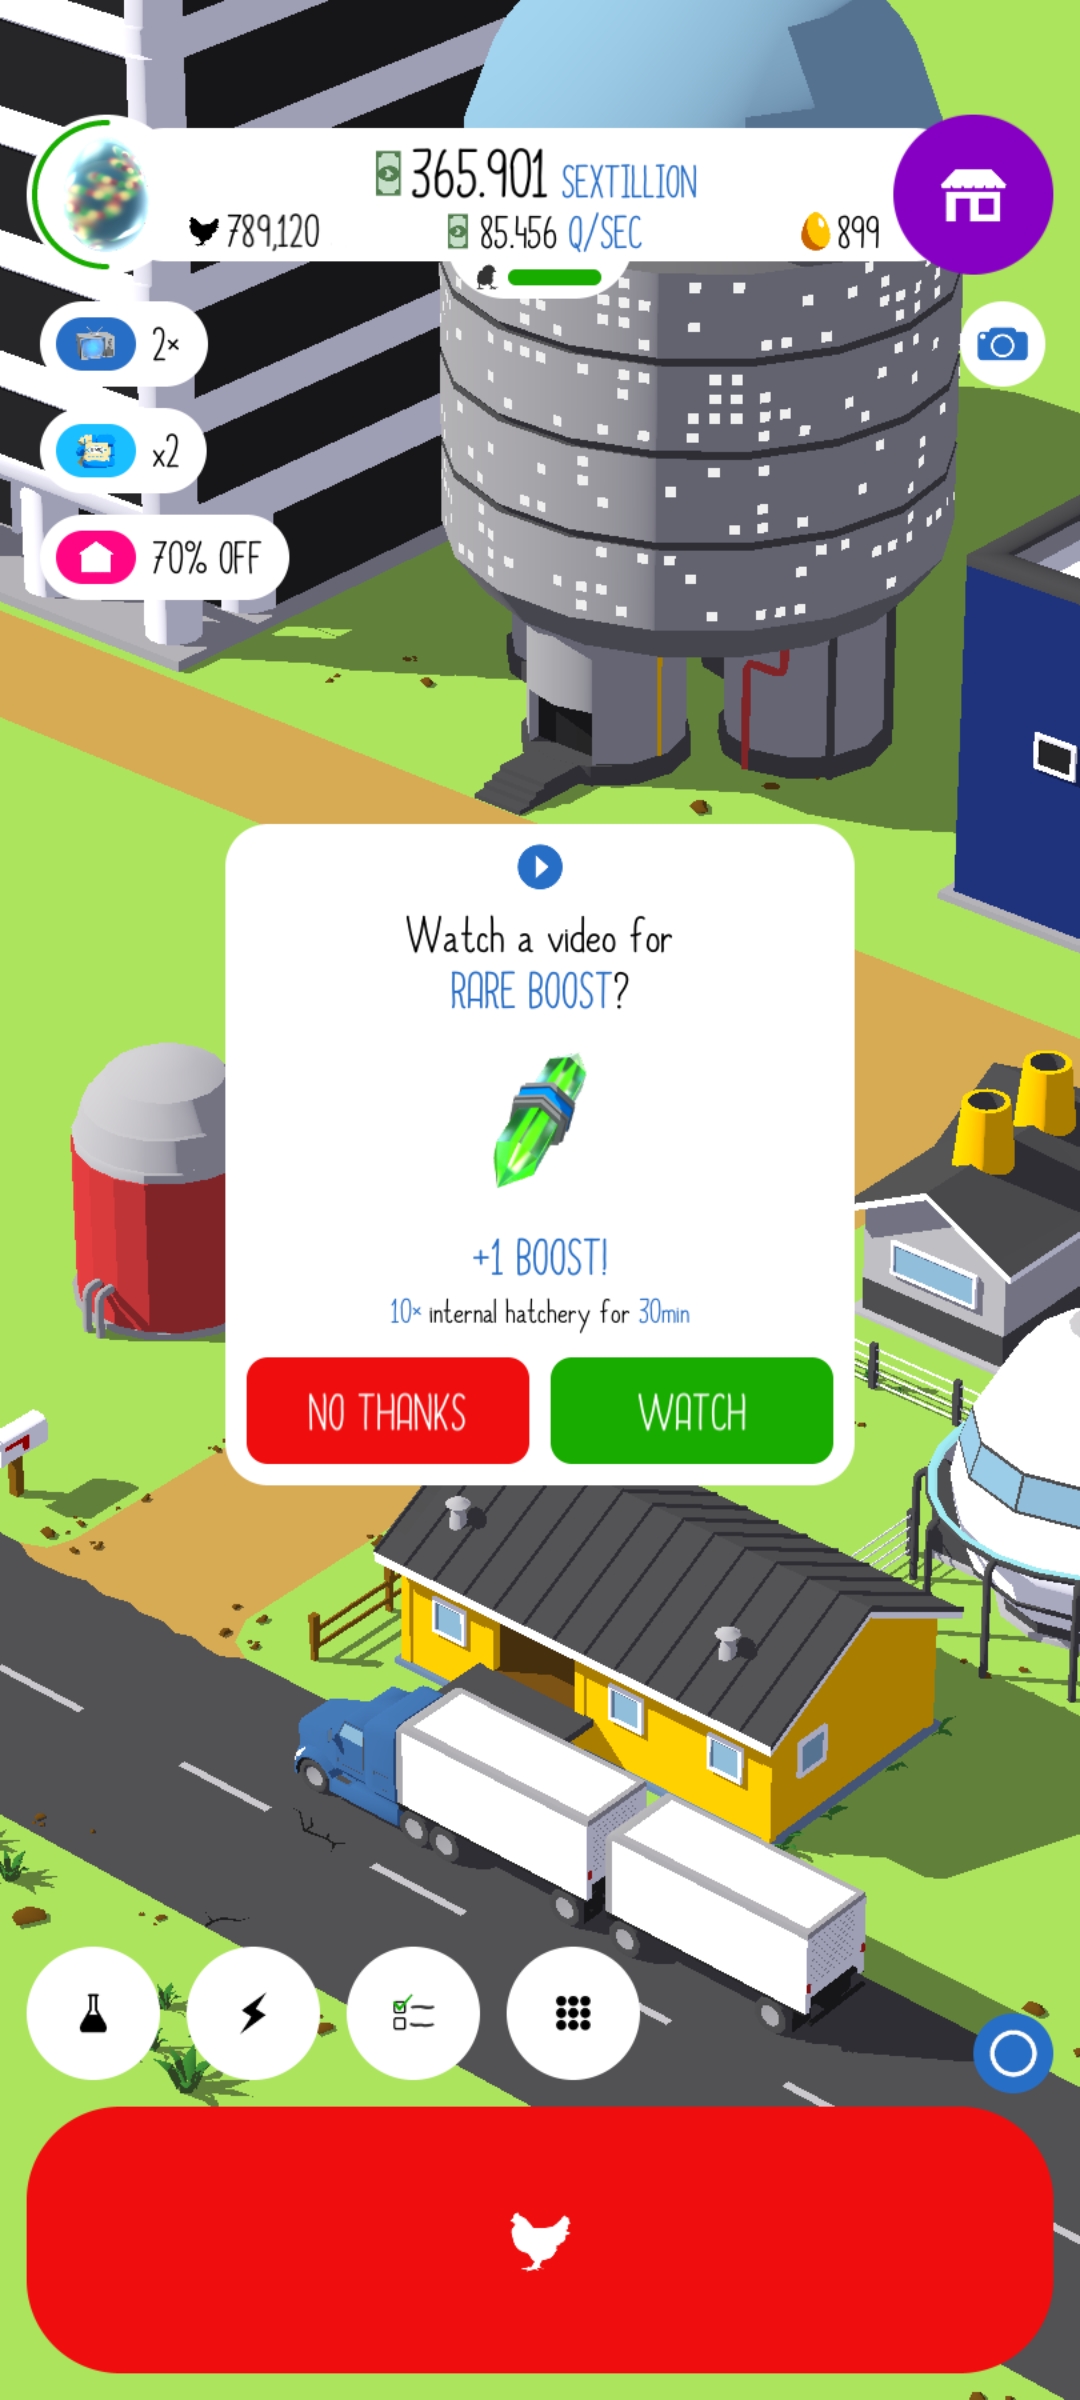 365.901 SEXTILLION
789,120
85.456 Q/SEC
899
2×
x2
70% OFF
Watch a video for
RARE BOOST?
+1 BOOST!
10× internal hatchery for 30min
NO THANKS
WATCH